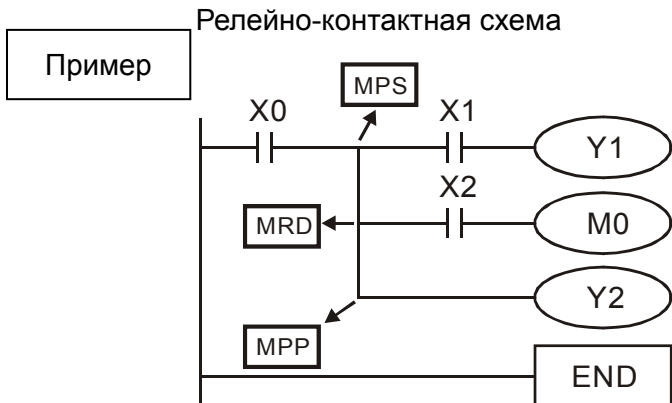 Релейно-контактная схема
Пример
MPS
X0
X1
Y1
X2
MRD
M0
Y2
MPP
END